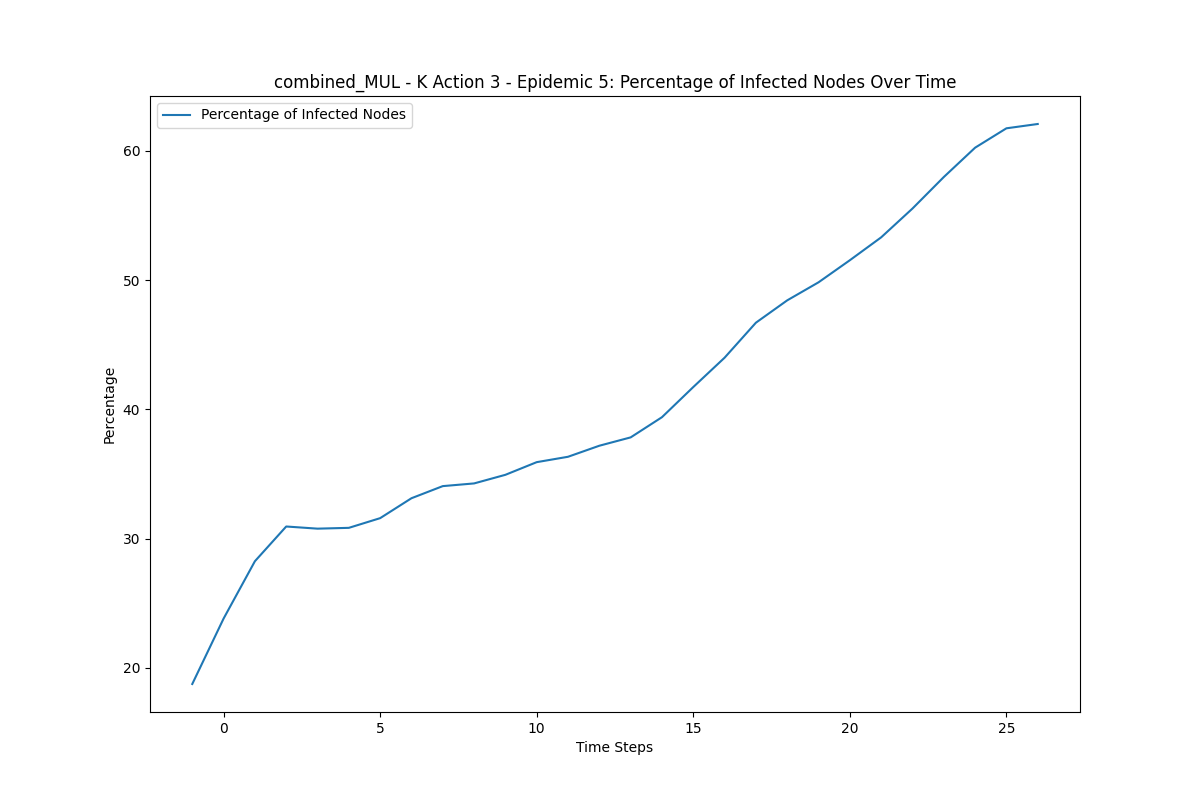 combined_MUL - K Action 3 - Epidemic 5: Percentage of Infected Nodes Over Time
Percentage of Infected Nodes
60
50
40
30
20
Percentage
0 5 10 15 20 25
Time Steps